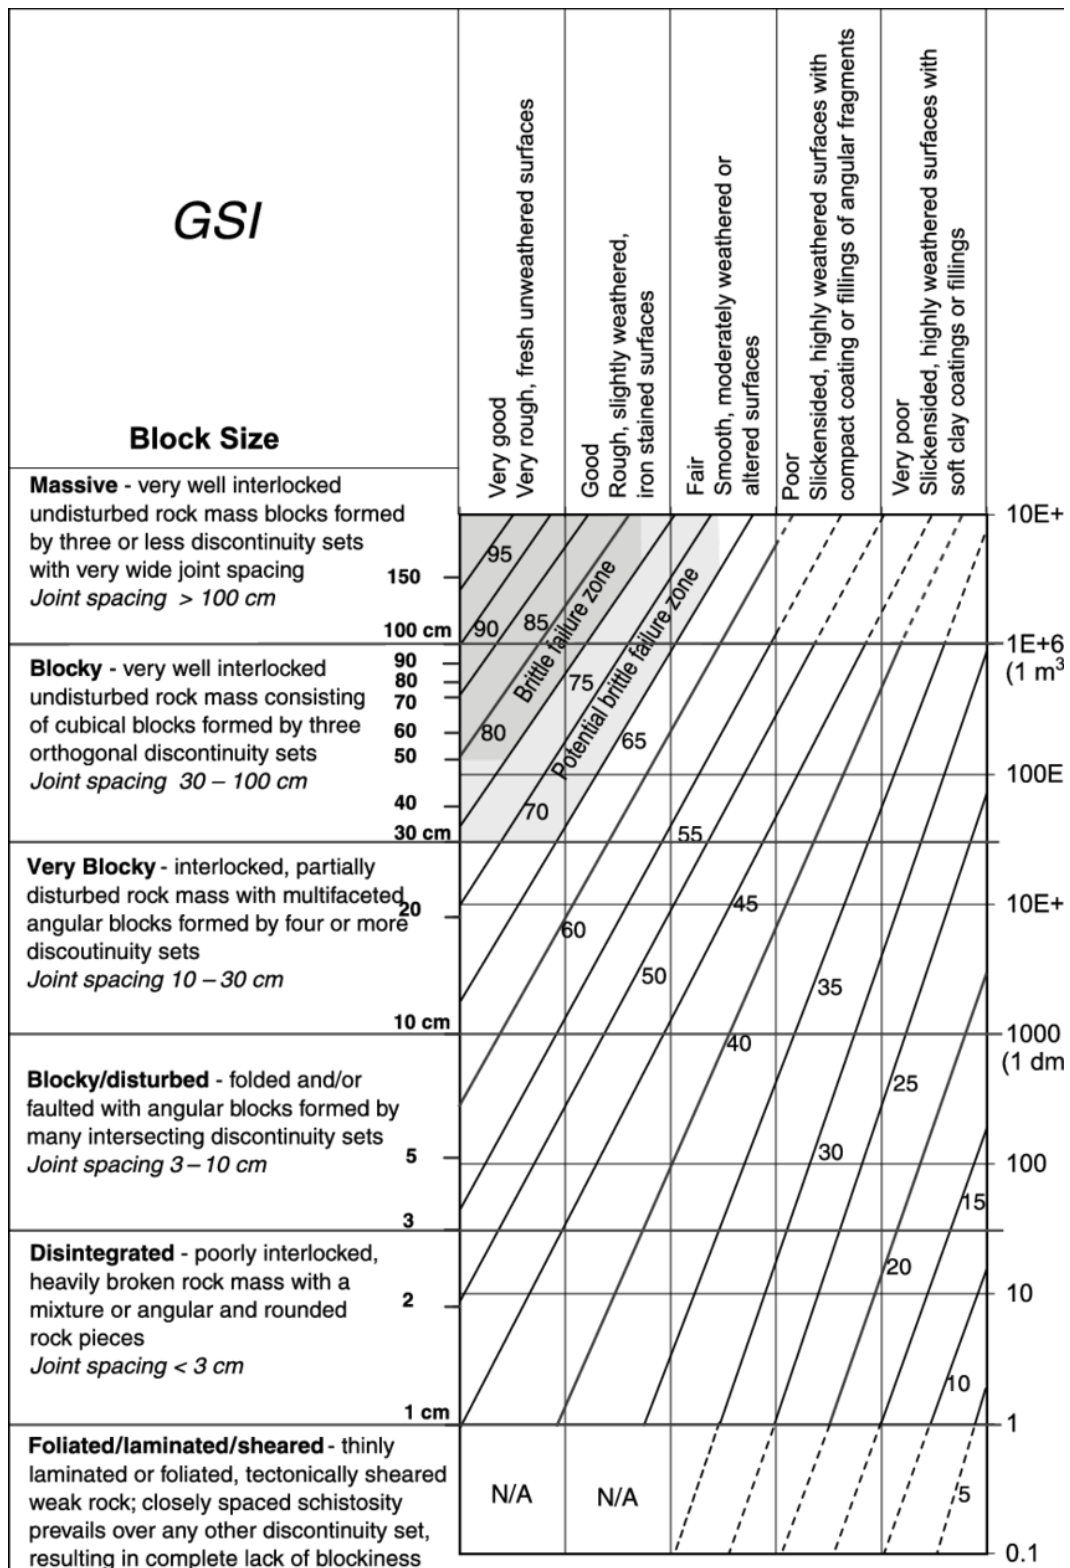 GSI
Block Size
Very good
Very rough, fresh unweathered surfaces
Good
Rough, slightly weathered,
iron stained surfaces
Fair
Smooth, moderately weathered or
altered surfaces
Poor
Slickensided, highly weathered surfaces with
compact coating or fillings of angular fragments
Very poor
Slickensided, highly weathered surfaces with
soft clay coatings or fillings
Massive - very well interlocked
undisturbed rock mass blocks formed
by three or less discontinuity sets
with very wide joint spacing
Joint spacing > 100 cm
150
100 cm
Blocky - very well interlocked
undisturbed rock mass consisting
of cubical blocks formed by three
orthogonal discontinuity sets
Joint spacing 30 – 100 cm
90
80
70
60
50
40
30 cm
Very Blocky - interlocked, partially
disturbed rock mass with multifaceted
angular blocks formed by four or more
discoutinuity sets
Joint spacing 10 – 30 cm
20
10 cm
Blocky/disturbed - folded and/or
faulted with angular blocks formed by
many intersecting discontinuity sets
Joint spacing 3 – 10 cm
5
3
Disintegrated - poorly interlocked,
heavily broken rock mass with a
mixture or angular and rounded
rock pieces
Joint spacing < 3 cm
2
1 cm
Foliated/laminated/sheared - thinly
laminated or foliated, tectonically sheared
weak rock; closely spaced schistosity
prevails over any other discontinuity set,
resulting in complete lack of blockiness
95
90
85
80
75
70
65
60
55
50
45
40
35
30
25
20
15
10
5
Brittle failure zone
Potential brittle failure zone
N/A
N/A
10E+
1E+6
(1 m3
100E
10E+
1000
(1 dm
100
10
1
0.1